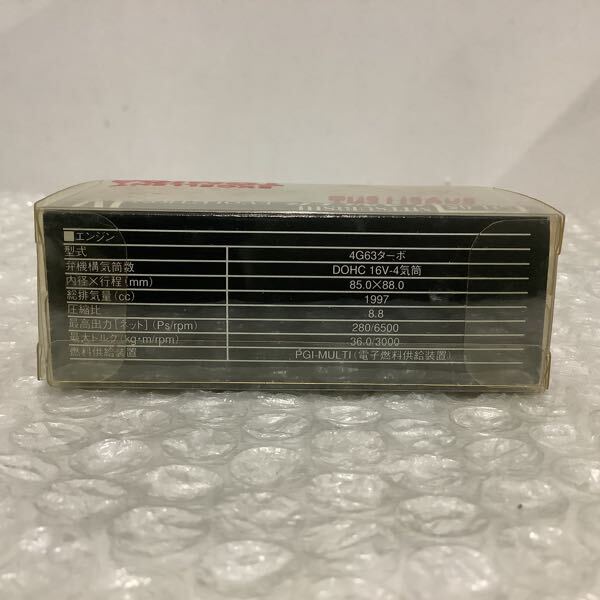 ■エンジン
型式 4G63ターボ
弁機構気筒数 DOHC 16V-4気筒
内径×行程(mm) 85.0×88.0
総排気量(cc) 1997
圧縮比 8.8
最高出力[ネット](Ps/rpm) 280/6500
最大トルク(kg·m/rpm) 36.0/3000
燃料供給装置 PGI-MULTI(電子燃料供給装置)